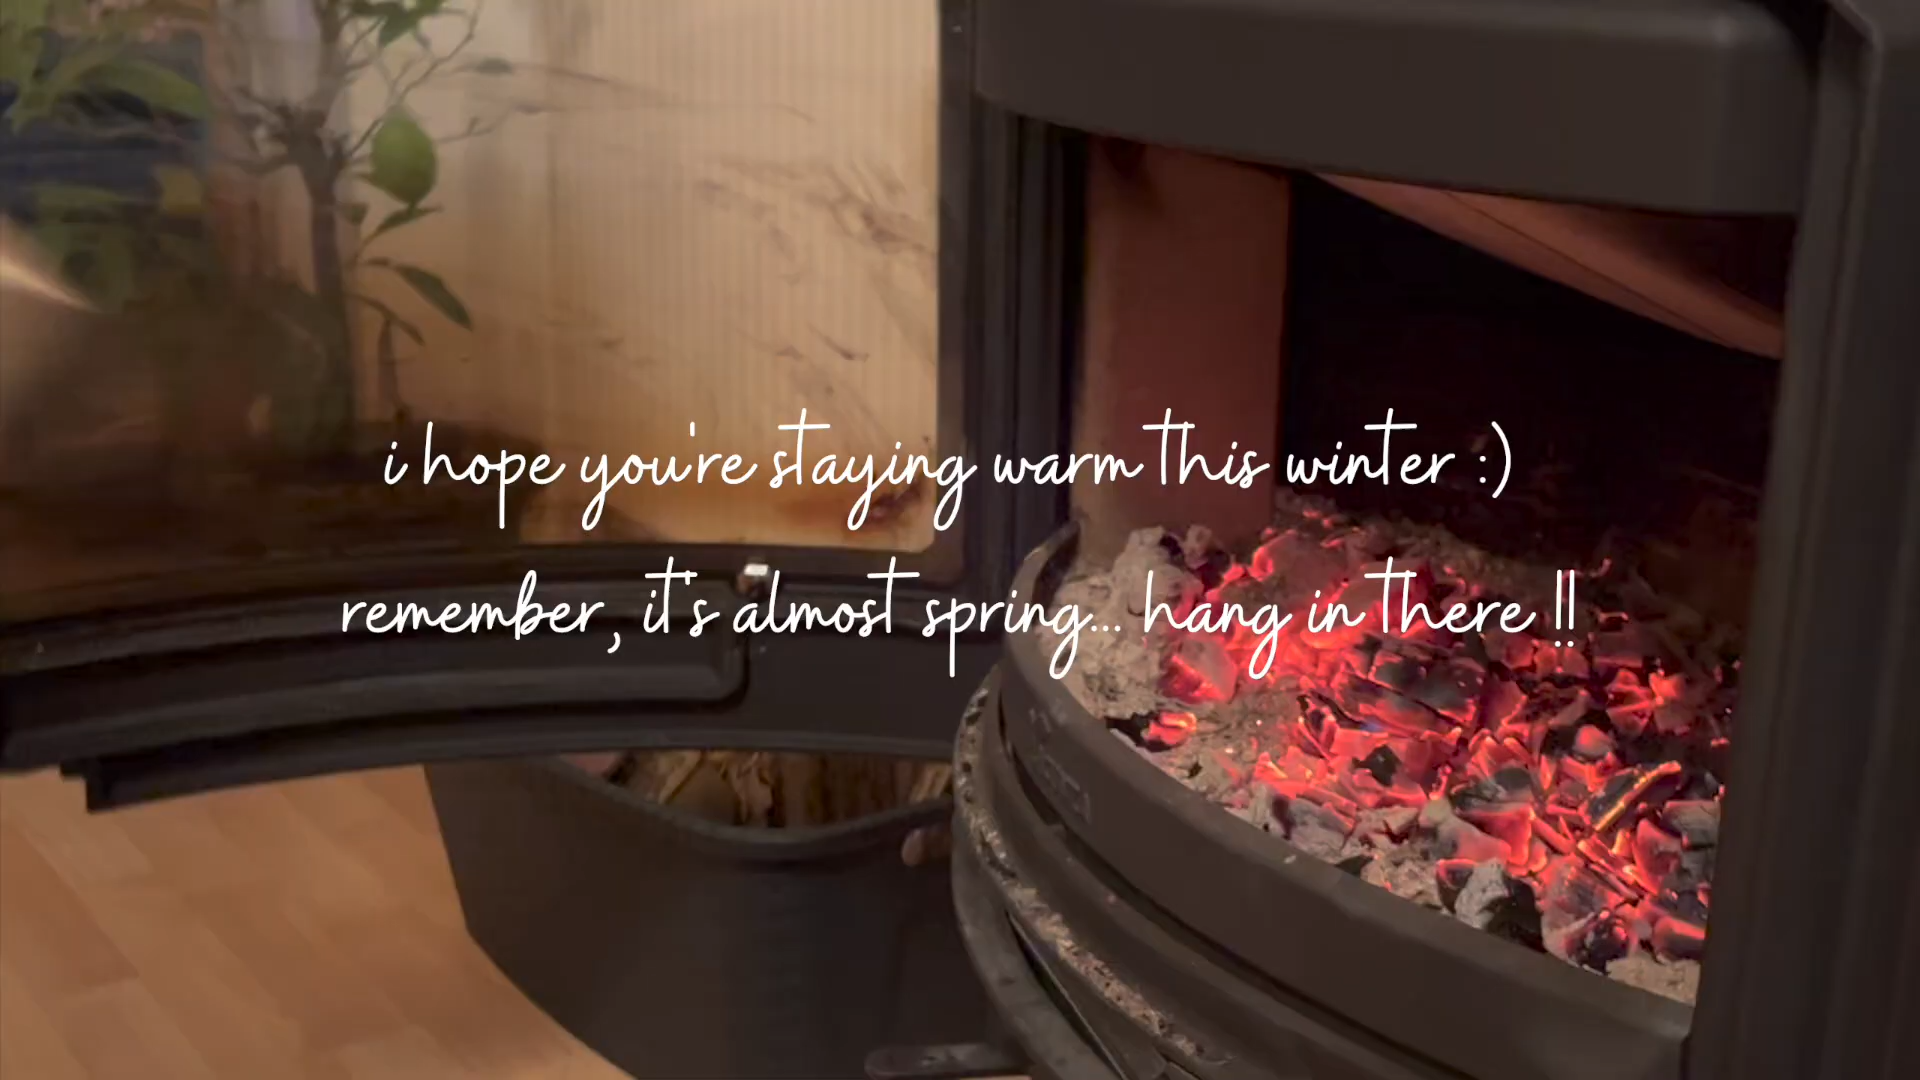 i hope you're staying warm this winter :)
remember, it's almost spring... hang in there !!